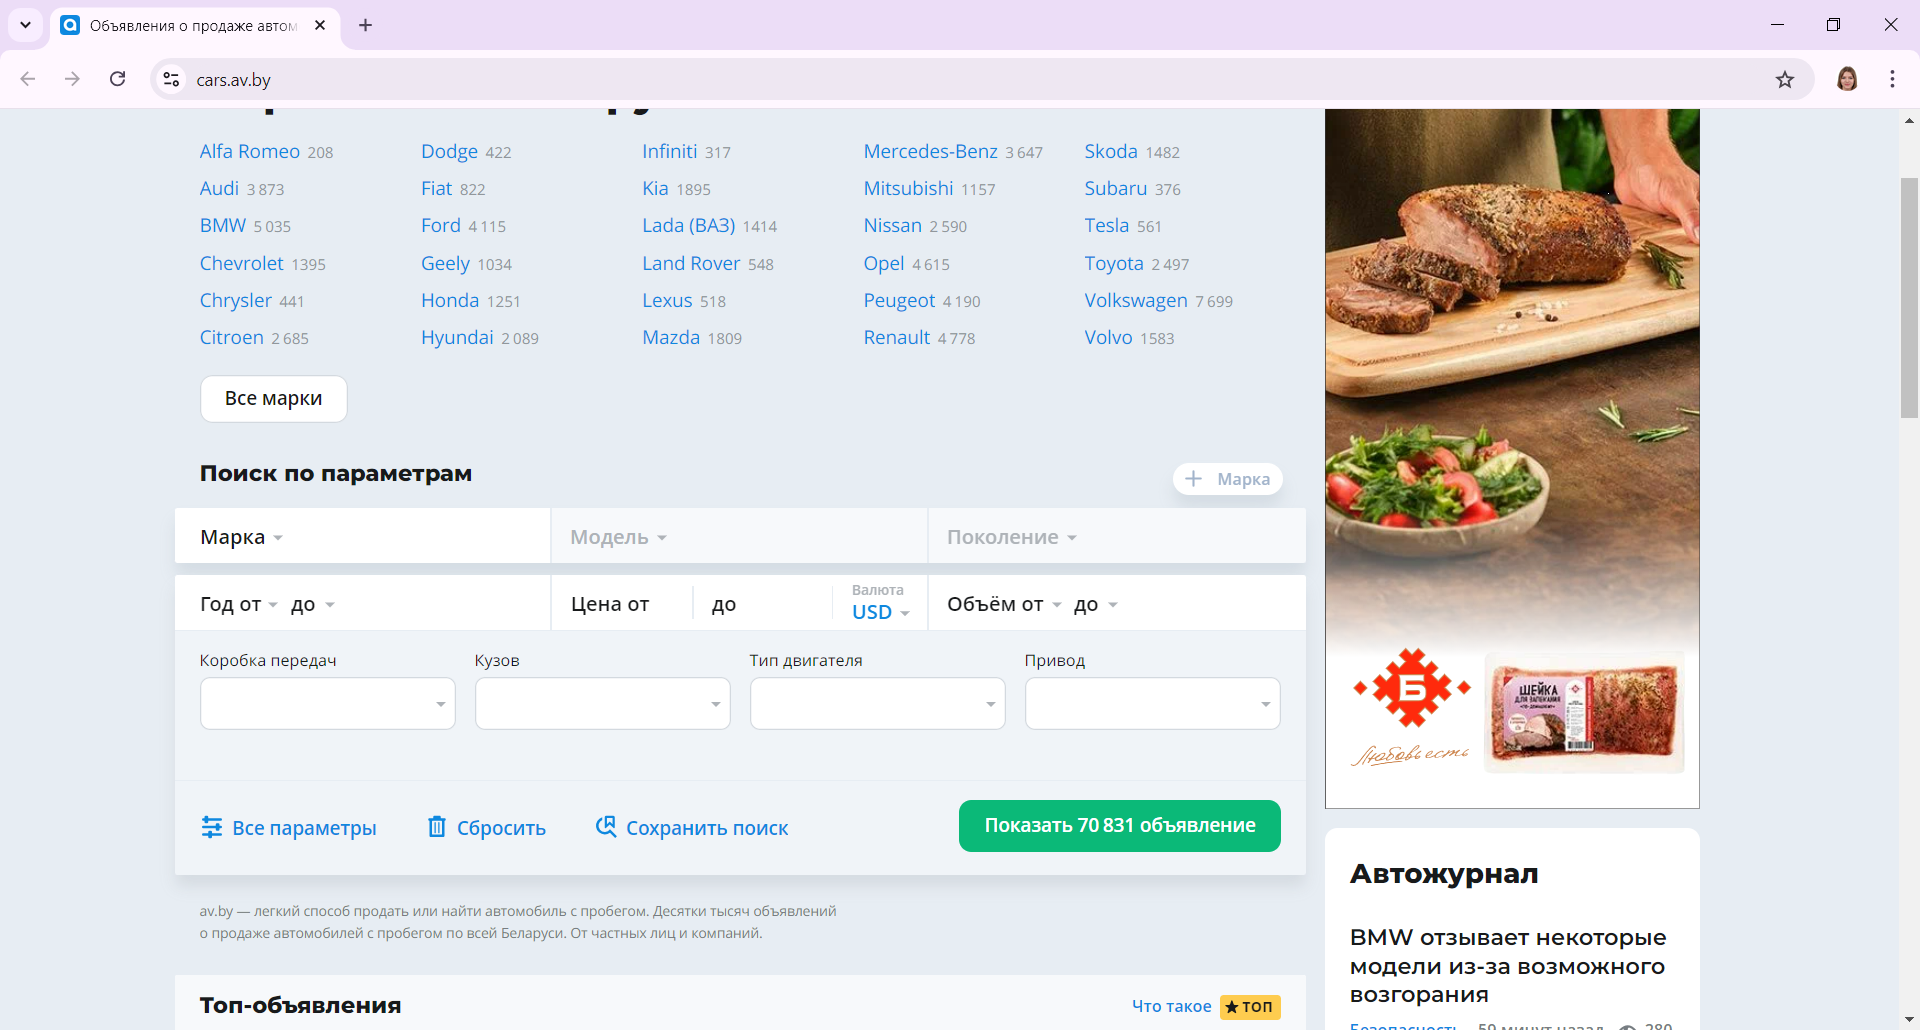 Объявления о продаже автом
cars.av.by
Alfa Romeo 208 Dodge 422 Infiniti 317 Mercedes-Benz 3 647 Skoda 1482
Audi 3 873 Fiat 822 Kia 1895 Mitsubishi 1157 Subaru 376
BMW 5 035 Ford 4 115 Lada (ВАЗ) 1414 Nissan 2 590 Tesla 561
Chevrolet 1395 Geely 1034 Land Rover 548 Opel 4 615 Toyota 2 497
Chrysler 441 Honda 1251 Lexus 518 Peugeot 4 190 Volkswagen 7 699
Citroen 2 685 Hyundai 2 089 Mazda 1809 Renault 4 778 Volvo 1583
Все марки
Поиск по параметрам
Марка
Марка Модель Поколение
Год от до Цена от до Валюта USD Объём от до
Коробка передач Кузов Тип двигателя Привод
Все параметры Сбросить Сохранить поиск Показать 70 831 объявление
av.by — легкий способ продать или найти автомобиль с пробегом. Десятки тысяч объявлений
о продаже автомобилей с пробегом по всей Беларуси. От частных лиц и компаний.
Топ-объявления Что такое ТОП
Б
Любовь есть
ШЕЙКА
ДЛЯ ЗАПЕКАНИЯ
Автожурнал
BMW отзывает некоторые
модели из-за возможного
возгорания
Безопасность 59 минут назад 280